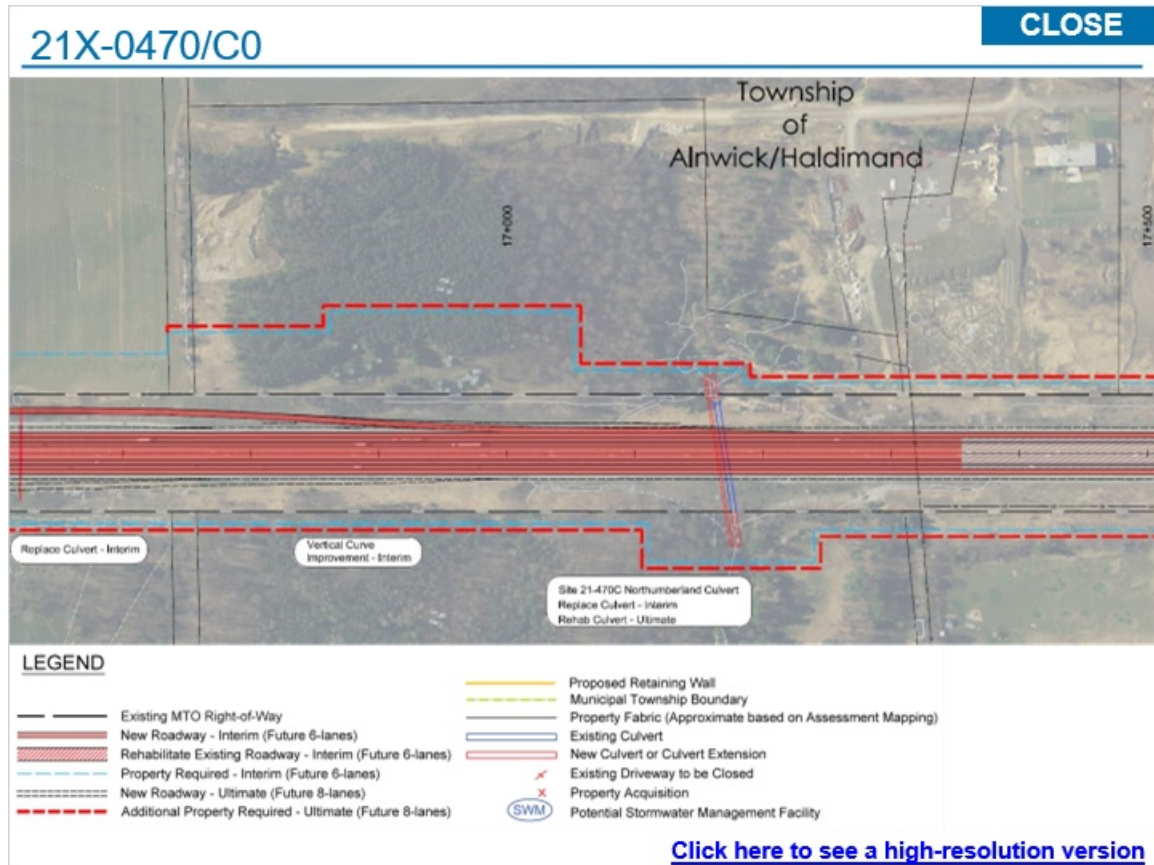 21X-0470/C0
CLOSE
Township
of
Alnwick/Haldimand
17+000
17+500
Replace Culvert - Interim
Vertical Curve
Improvement - Interim
Site 21-470C Northumberland Culvert
Replace Culvert - Interim
Rehab Culvert - Ultimate
LEGEND
Existing MTO Right-of-Way
New Roadway - Interim (Future 6-lanes)
Rehabilitate Existing Roadway - Interim (Future 6-lanes)
Property Required - Interim (Future 6-lanes)
New Roadway - Ultimate (Future 8-lanes)
Additional Property Required - Ultimate (Future 8-lanes)
Proposed Retaining Wall
Municipal Township Boundary
Property Fabric (Approximate based on Assessment Mapping)
Existing Culvert
New Culvert or Culvert Extension
Existing Driveway to be Closed
Property Acquisition
SWM Potential Stormwater Management Facility
Click here to see a high-resolution version